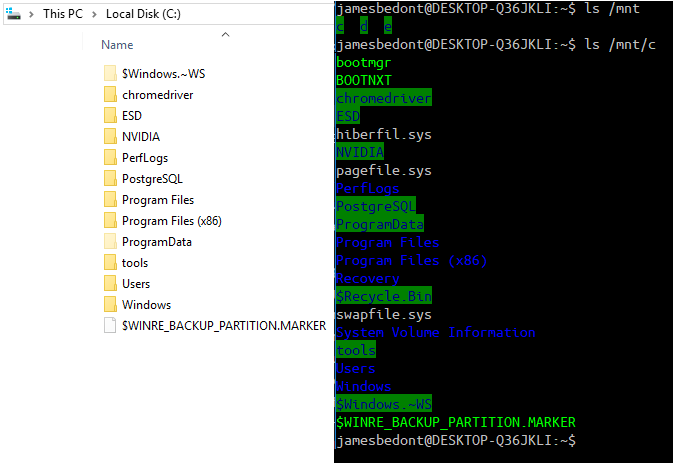 This PC > Local Disk (C:)
Name
$Windows.~WS
chromedriver
ESD
NVIDIA
PerfLogs
PostgreSQL
Program Files
Program Files (x86)
ProgramData
tools
Users
Windows
$WINRE_BACKUP_PARTITION.MARKER
jamesbedont@DESKTOP-Q36JKLI:~$ ls /mnt
c d e
jamesbedont@DESKTOP-Q36JKLI:~$ ls /mnt/c
bootmgr
BOOTNXT
chromedriver
ESD
hiberfil.sys
NVIDIA
pagefile.sys
PerfLogs
PostgreSQL
ProgramData
Program Files
Program Files (x86)
Recovery
$Recycle.Bin
swapfile.sys
System Volume Information
tools
Users
Windows
$Windows.~WS
$WINRE_BACKUP_PARTITION.MARKER
jamesbedont@DESKTOP-Q36JKLI:~$